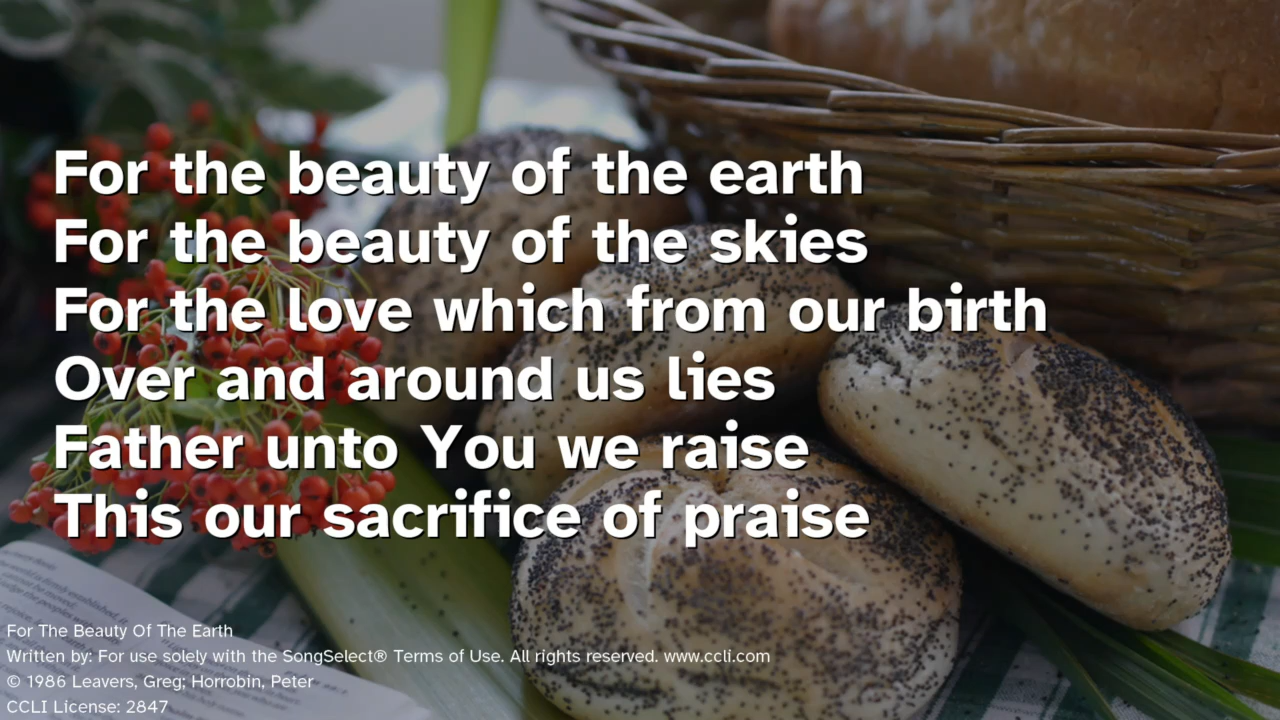 For the beauty of the earth
For the beauty of the skies
For the love which from our birth
Over and around us lies
Father unto You we raise
This our sacrifice of praise
For The Beauty Of The Earth
Written by: For use solely with the SongSelect® Terms of Use. All rights reserved. www.ccli.com
© 1986 Leavers, Greg; Horrobin, Peter
CCLI License: 2847